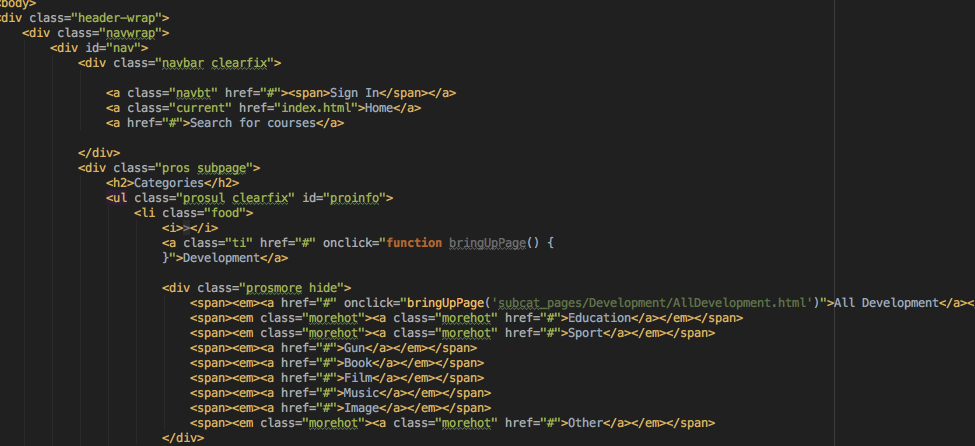 <body>
<div class="header-wrap">
<div class="navwrap">
<div id="nav">
<div class="navbar clearfix">
<a class="navbt" href="#"><span>Sign In</span></a>
<a class="current" href="index.html">Home</a>
<a href="#">Search for courses</a>
</div>
<div class="pros subpage">
<h2>Categories</h2>
<ul class="prosul clearfix" id="proinfo">
<li class="food">
<i>></i>
<a class="ti" href="#" onclick="function bringUpPage() {
}">Development</a>
<div class="prosmore hide">
<span><em><a href="#" onclick="bringUpPage('subcat_pages/Development/AllDevelopment.html')">All Development</a><
<span><em class="morehot"><a class="morehot" href="#">Education</a></em></span>
<span><em class="morehot"><a class="morehot" href="#">Sport</a></em></span>
<span><em><a href="#">Gun</a></em></span>
<span><em><a href="#">Book</a></em></span>
<span><em><a href="#">Film</a></em></span>
<span><em><a href="#">Music</a></em></span>
<span><em><a href="#">Image</a></em></span>
<span><em class="morehot"><a class="morehot" href="#">Other</a></em></span>
</div>